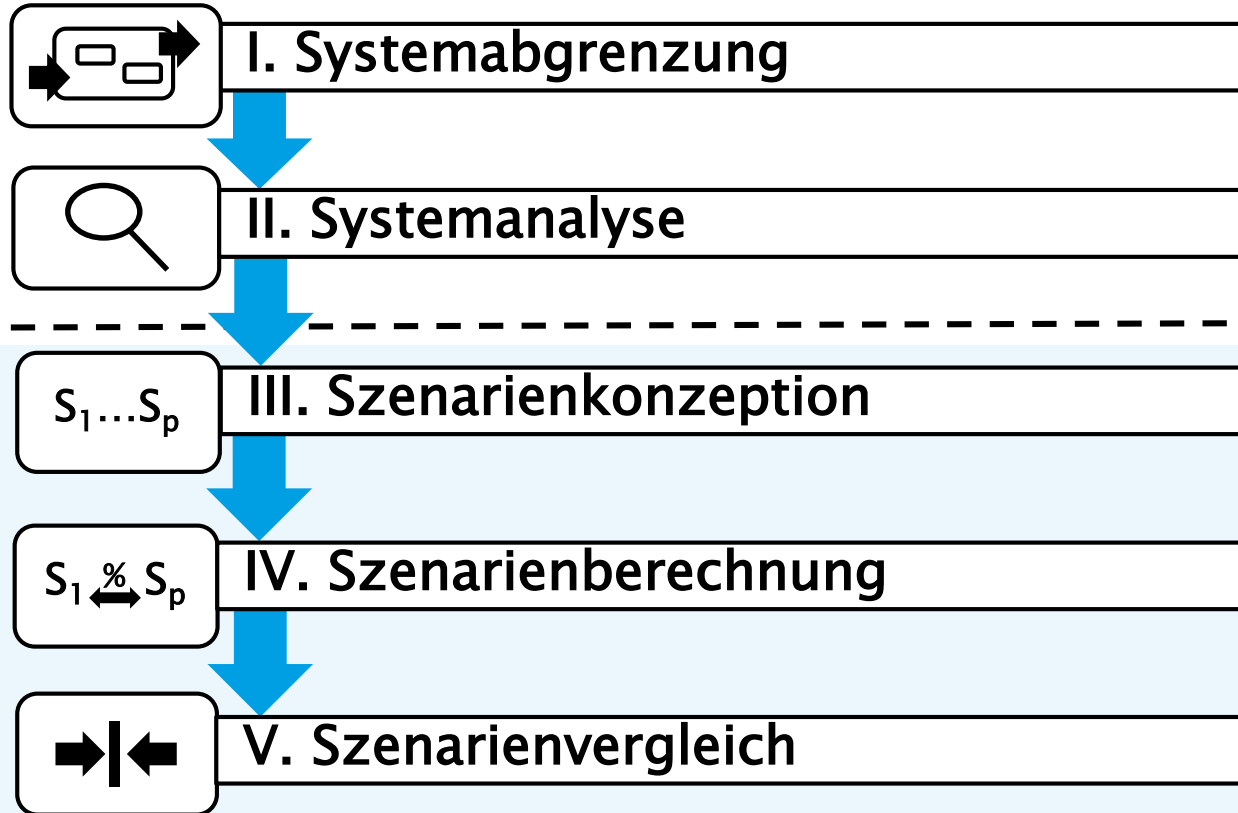 I. Systemabgrenzung
II. Systemanalyse
S₁...Sₚ
III. Szenarienkonzeption
S₁ % Sₚ
IV. Szenarienberechnung
V. Szenarienvergleich